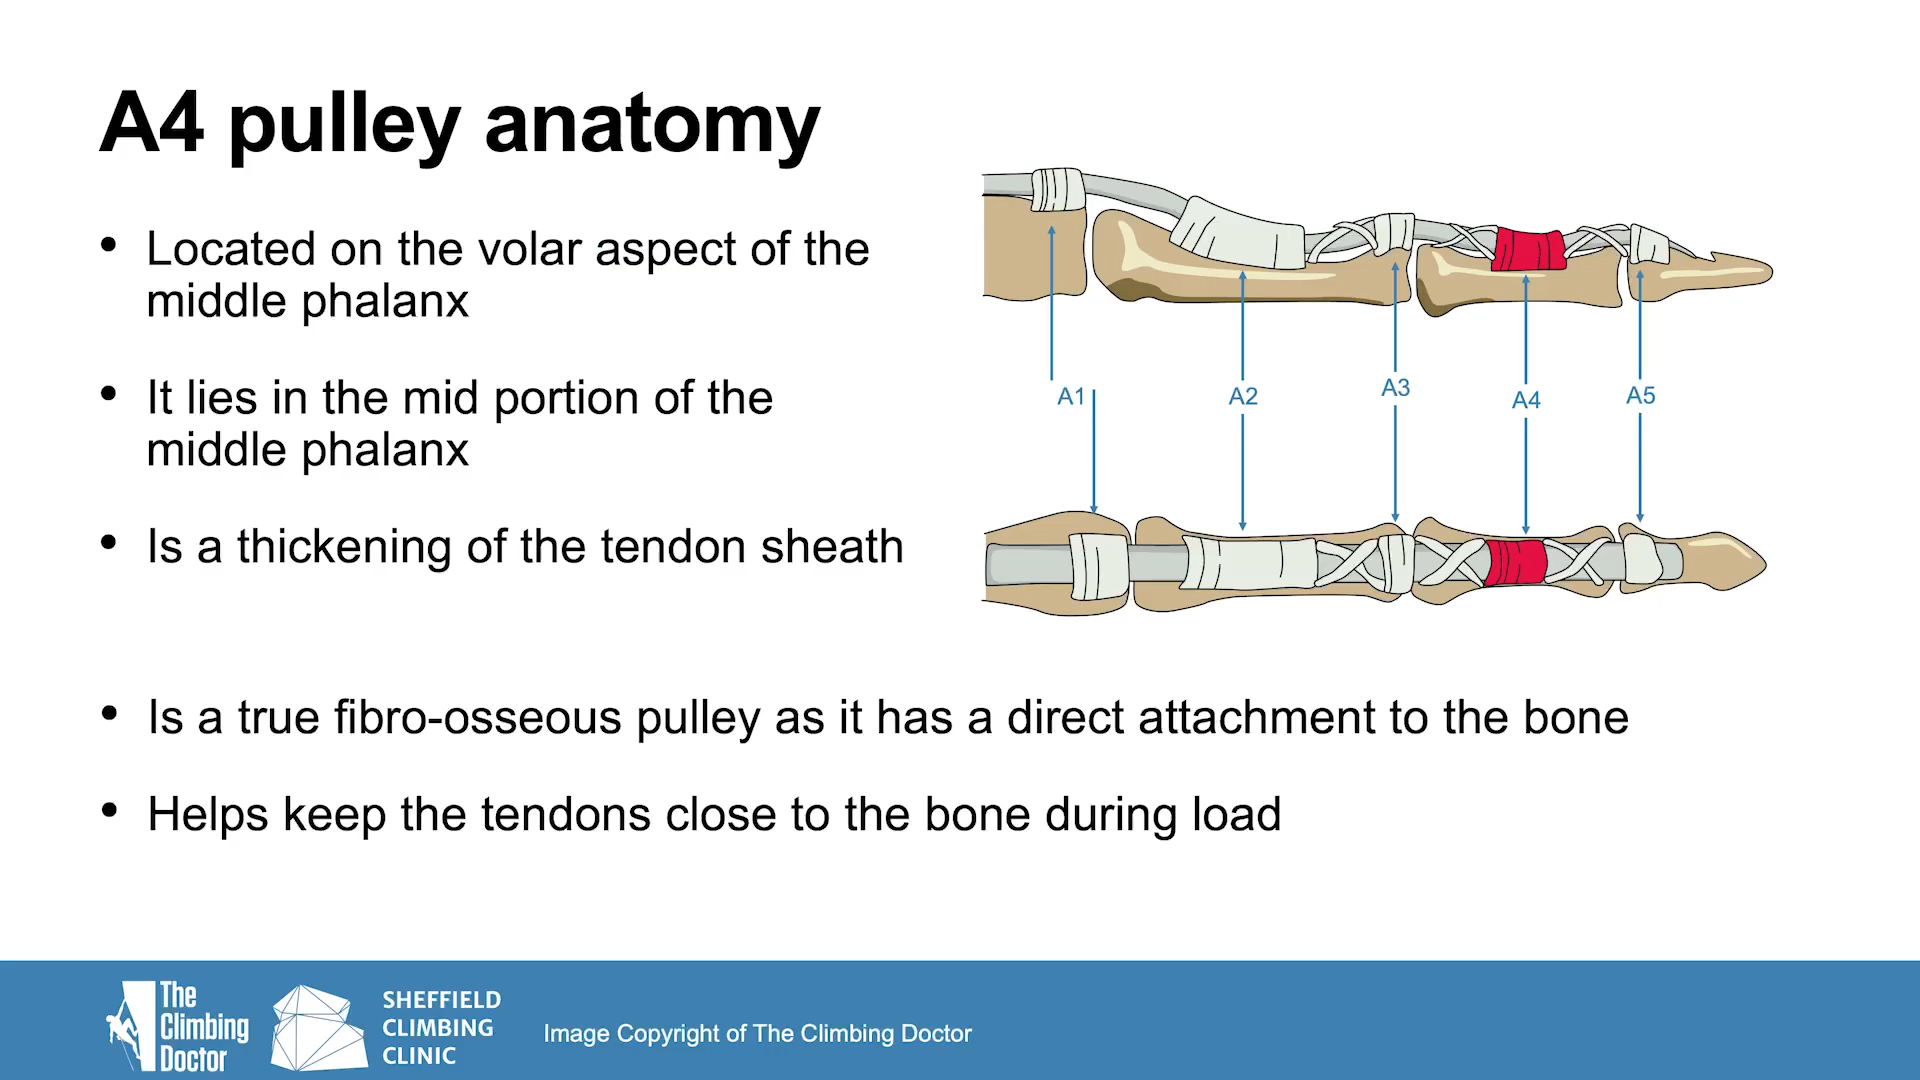 A4 pulley anatomy
• Located on the volar aspect of the
middle phalanx
• It lies in the mid portion of the
middle phalanx
• Is a thickening of the tendon sheath
A1
A2
A3
A4
A5
• Is a true fibro-osseous pulley as it has a direct attachment to the bone
• Helps keep the tendons close to the bone during load
The
Climbing
Doctor
SHEFFIELD
CLIMBING
CLINIC
Image Copyright of The Climbing Doctor